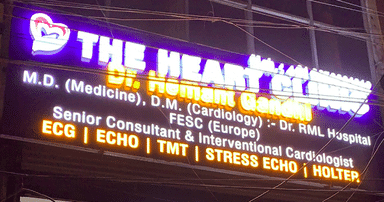 THE HEART CLINIC
Dr. Hemant Gandhi
M.D. (Medicine), D.M. (Cardiology) :- Dr. RML Hospital
FESC (Europe)
Senior Consultant & Interventional Cardiologist
ECG | ECHO | TMT | STRESS ECHO | HOLTER